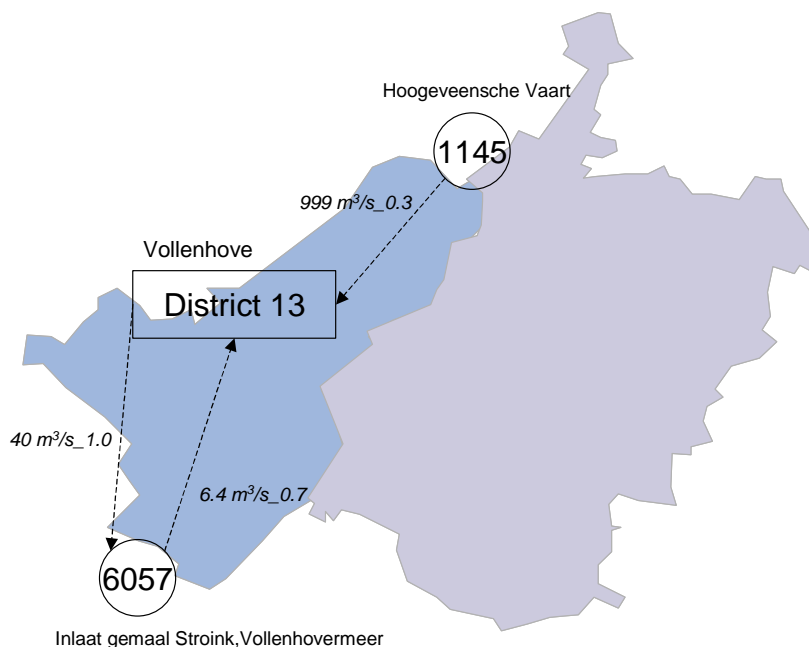 Hoogeveensche Vaart
1145
999 m³/s_0.3
Vollenhove
District 13
40 m³/s_1.0
6.4 m³/s_0.7
6057
Inlaat gemaal Stroink,Vollenhovermeer